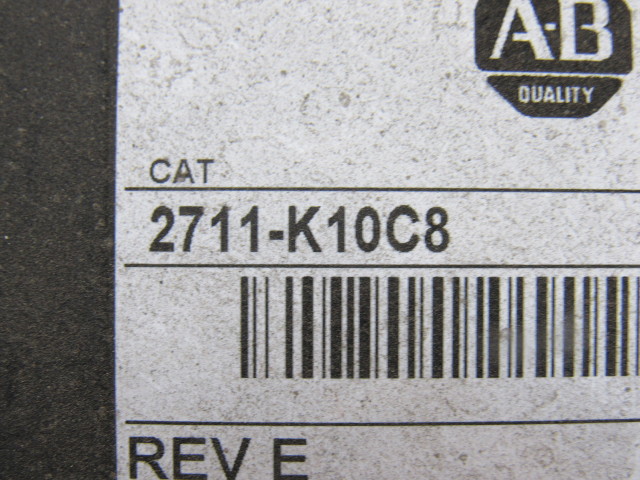 A-B
QUALITY
CAT
2711-K10C8
REV E